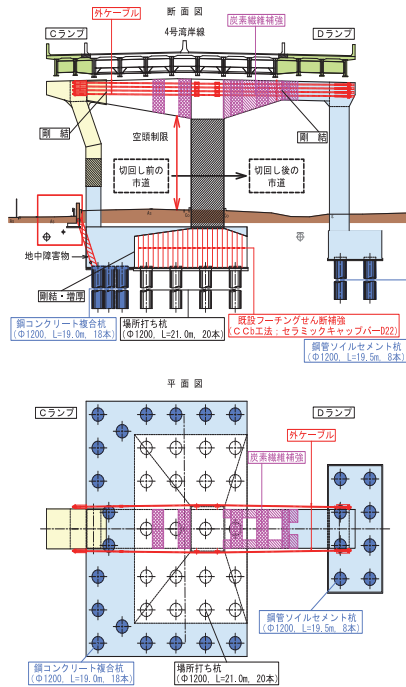 断面図
外ケーブル
炭素繊維補強
Cランプ
4号湾岸線
Dランプ
剛結
空頭制限
剛結
切回し前の
市道
切回し後の
市道
地中障害物
剛結・増厚
鋼コンクリート複合杭
(Φ1200, L=19.0m, 18本)
場所打ち杭
(Φ1200, L=21.0m, 20本)
既設フーチングせん断補強
(CCb工法:セラミックキャップバーD22)
鋼管ソイルセメント杭
(Φ1200, L=19.5m, 8本)
平面図
Cランプ
Dランプ
外ケーブル
炭素繊維補強
鋼管ソイルセメント杭
(Φ1200, L=19.5m, 8本)
鋼コンクリート複合杭
(Φ1200, L=19.0m, 18本)
場所打ち杭
(Φ1200, L=21.0m, 20本)